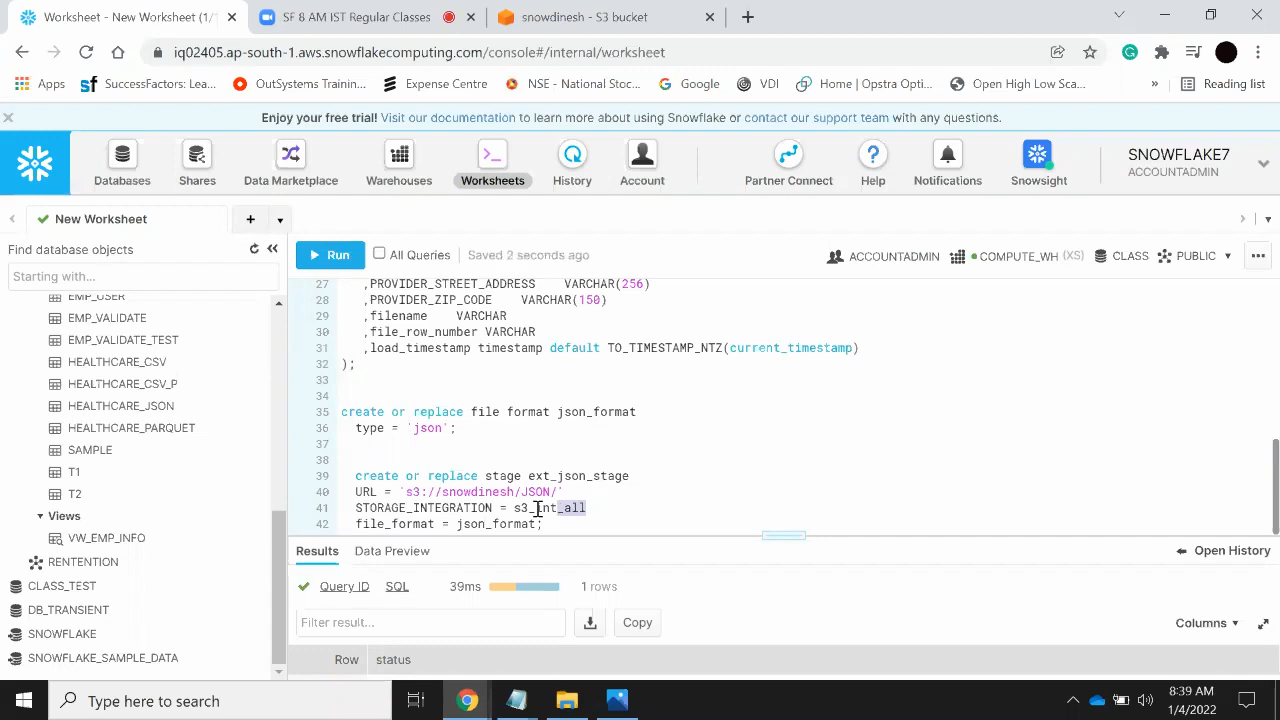 Worksheet - New Worksheet (1/
SF 8 AM IST Regular Classes
snowdinesh - S3 bucket
iq02405.ap-south-1.aws.snowflakecomputing.com/console#/internal/worksheet
Apps
SuccessFactors: Lea...
OutSystems Trainin...
Expense Centre
NSE - National Stoc...
Google
VDI
Home | Opstra Opti...
Open High Low Sca...
»
Reading list
Enjoy your free trial! Visit our documentation to learn more about using Snowflake or contact our support team with any questions.
Databases
Shares
Data Marketplace
Warehouses
Worksheets
History
Account
Partner Connect
Help
Notifications
Snowsight
SNOWFLAKE7
ACCOUNTADMIN
New Worksheet
Find database objects
Starting with...
EMP_USER
EMP_VALIDATE
EMP_VALIDATE_TEST
HEALTHCARE_CSV
HEALTHCARE_CSV_P
HEALTHCARE_JSON
HEALTHCARE_PARQUET
SAMPLE
T1
T2
Views
VW_EMP_INFO
RENTENTION
CLASS_TEST
DB_TRANSIENT
SNOWFLAKE
SNOWFLAKE_SAMPLE_DATA
Run
All Queries
Saved 2 seconds ago
ACCOUNTADMIN
COMPUTE_WH (XS)
CLASS
PUBLIC
27 ,PROVIDER_STREET_ADDRESS VARCHAR(256)
28 ,PROVIDER_ZIP_CODE VARCHAR(150)
29 ,filename VARCHAR
30 ,file_row_number VARCHAR
31 ,load_timestamp timestamp default TO_TIMESTAMP_NTZ(current_timestamp)
32 );
33
34
35 create or replace file format json_format
36 type = 'json';
37
38
39 create or replace stage ext_json_stage
40 URL = 's3://snowdinesh/JSON/'
41 STORAGE_INTEGRATION = s3_int_all
42 file_format = json_format;
Results
Data Preview
Open History
Query ID
SQL
39ms
1 rows
Filter result...
Copy
Columns
Row
status
Type here to search
8:39 AM
1/4/2022